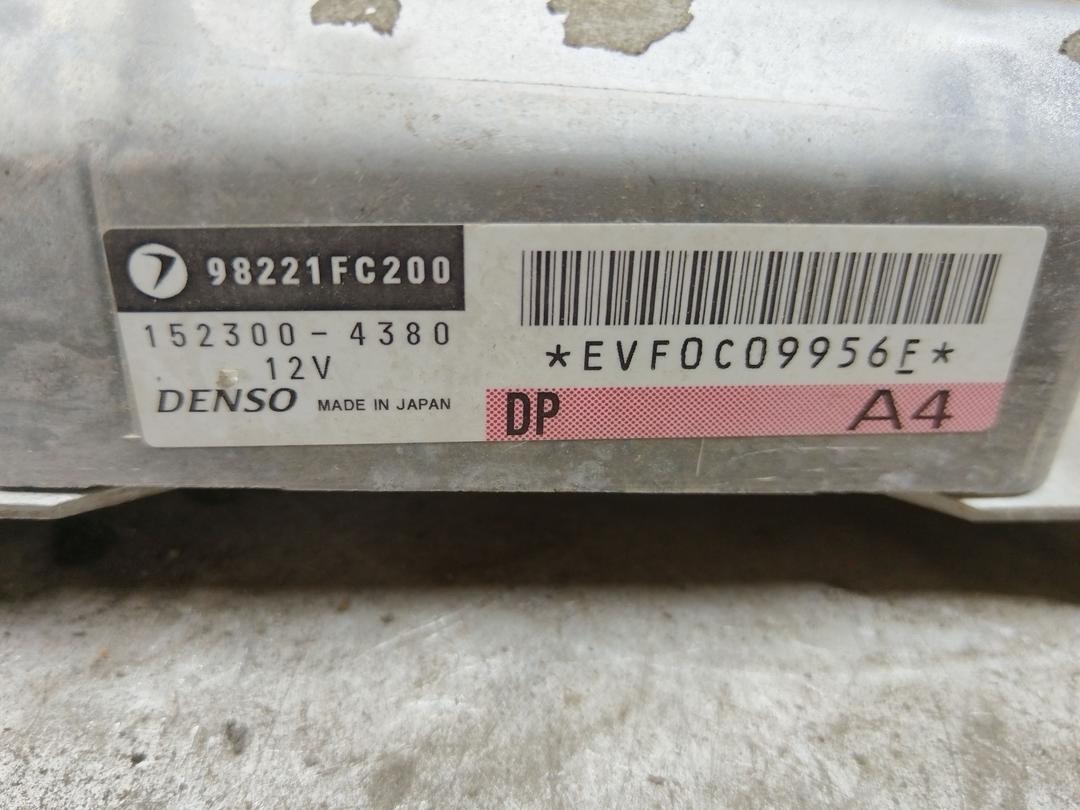 98221FC200
152300-4380
12V
DENSO MADE IN JAPAN
*EVF0C09956F*
DP A4